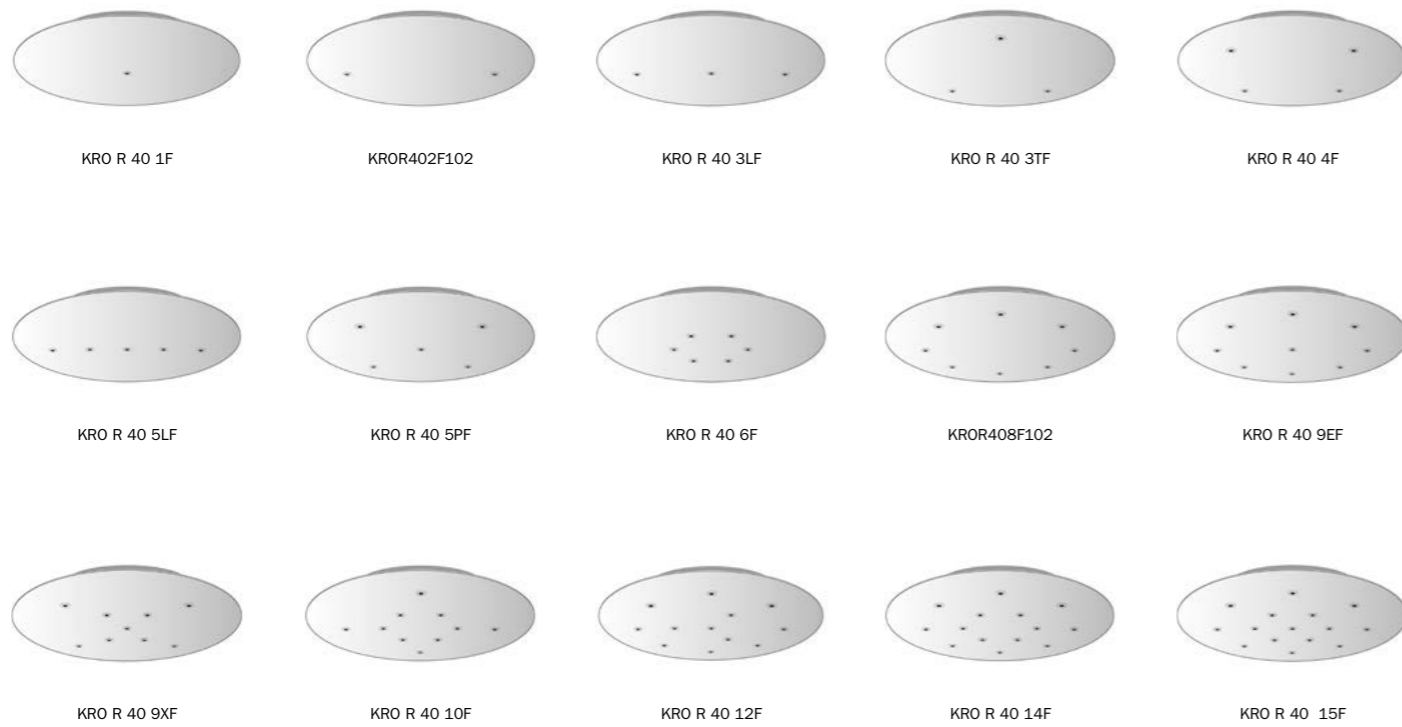 KRO R 40 1F
KROR402F102
KRO R 40 3LF
KRO R 40 3TF
KRO R 40 4F
KRO R 40 5LF
KRO R 40 5PF
KRO R 40 6F
KROR408F102
KRO R 40 9EF
KRO R 40 9XF
KRO R 40 10F
KRO R 40 12F
KRO R 40 14F
KRO R 40 15F